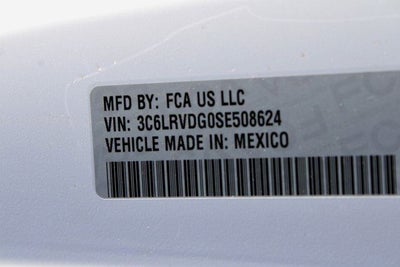 MFD BY: FCA US LLC
VIN: 3C6LRVDG0SE508624
VEHICLE MADE IN: MEXICO